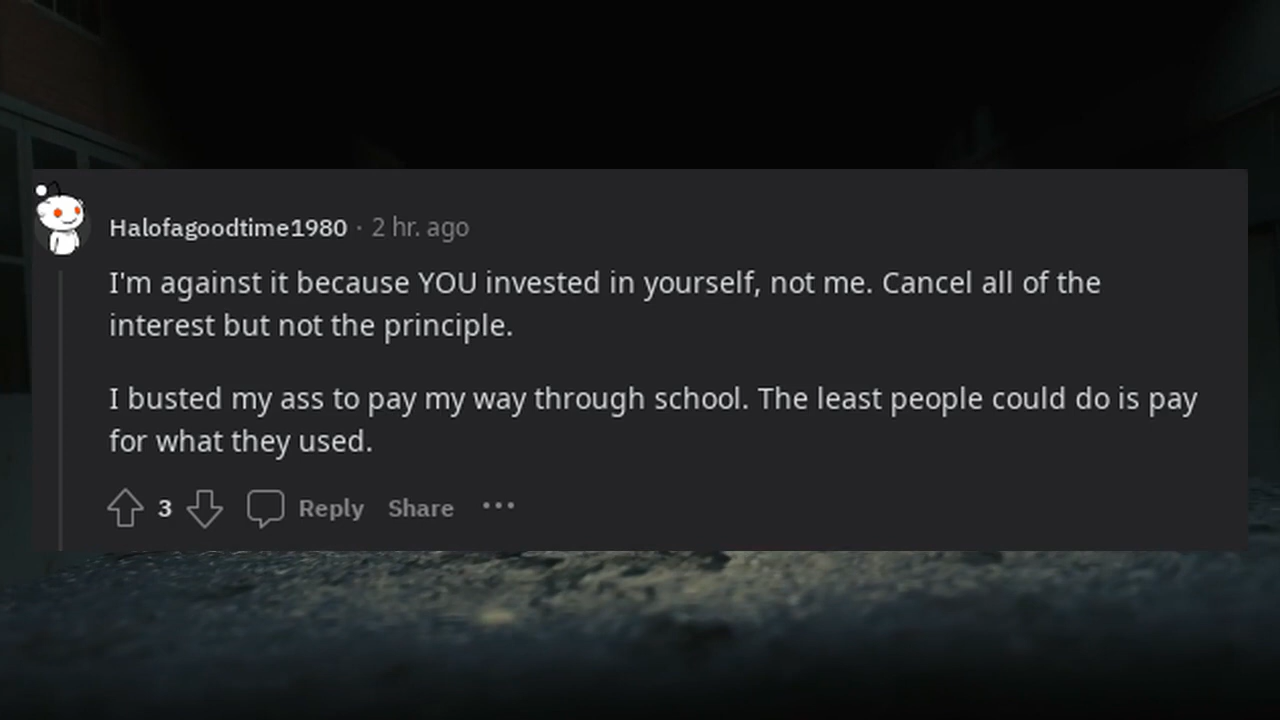 Halofagoodtime1980 · 2 hr. ago
I'm against it because YOU invested in yourself, not me. Cancel all of the
interest but not the principle.
I busted my ass to pay my way through school. The least people could do is pay
for what they used.
3 Reply Share ···